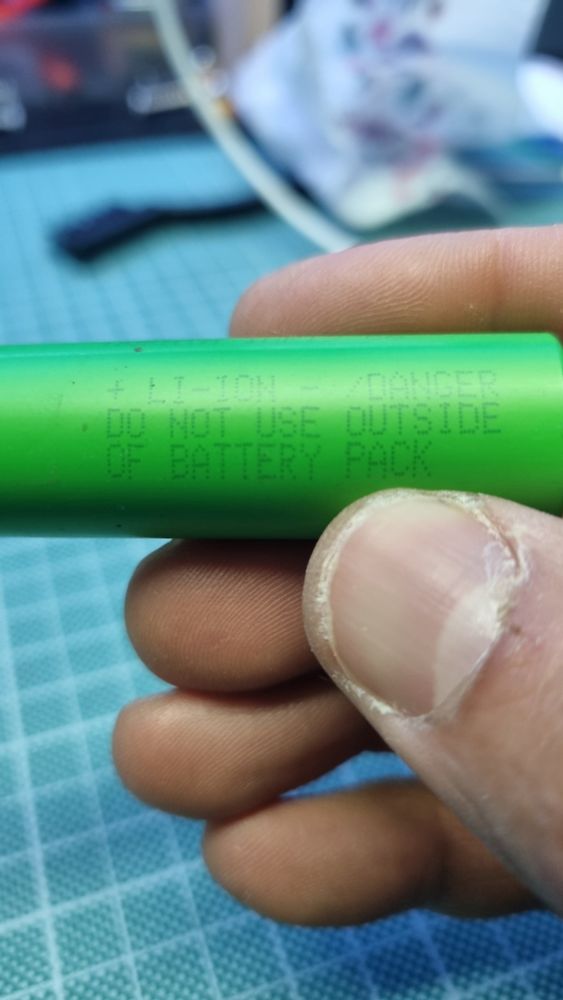 + LI-ION - /DANGER
DO NOT USE OUTSIDE
OF BATTERY PACK